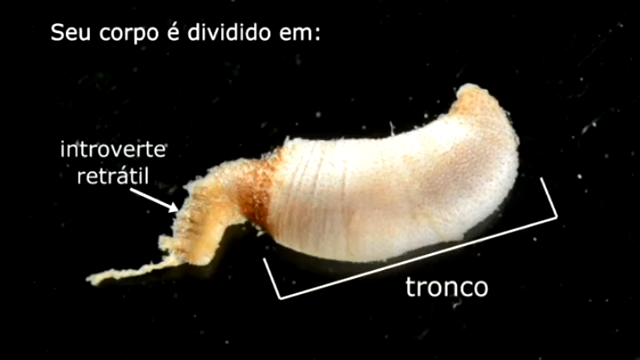 Seu corpo é dividido em:
introverte
retrátil
tronco